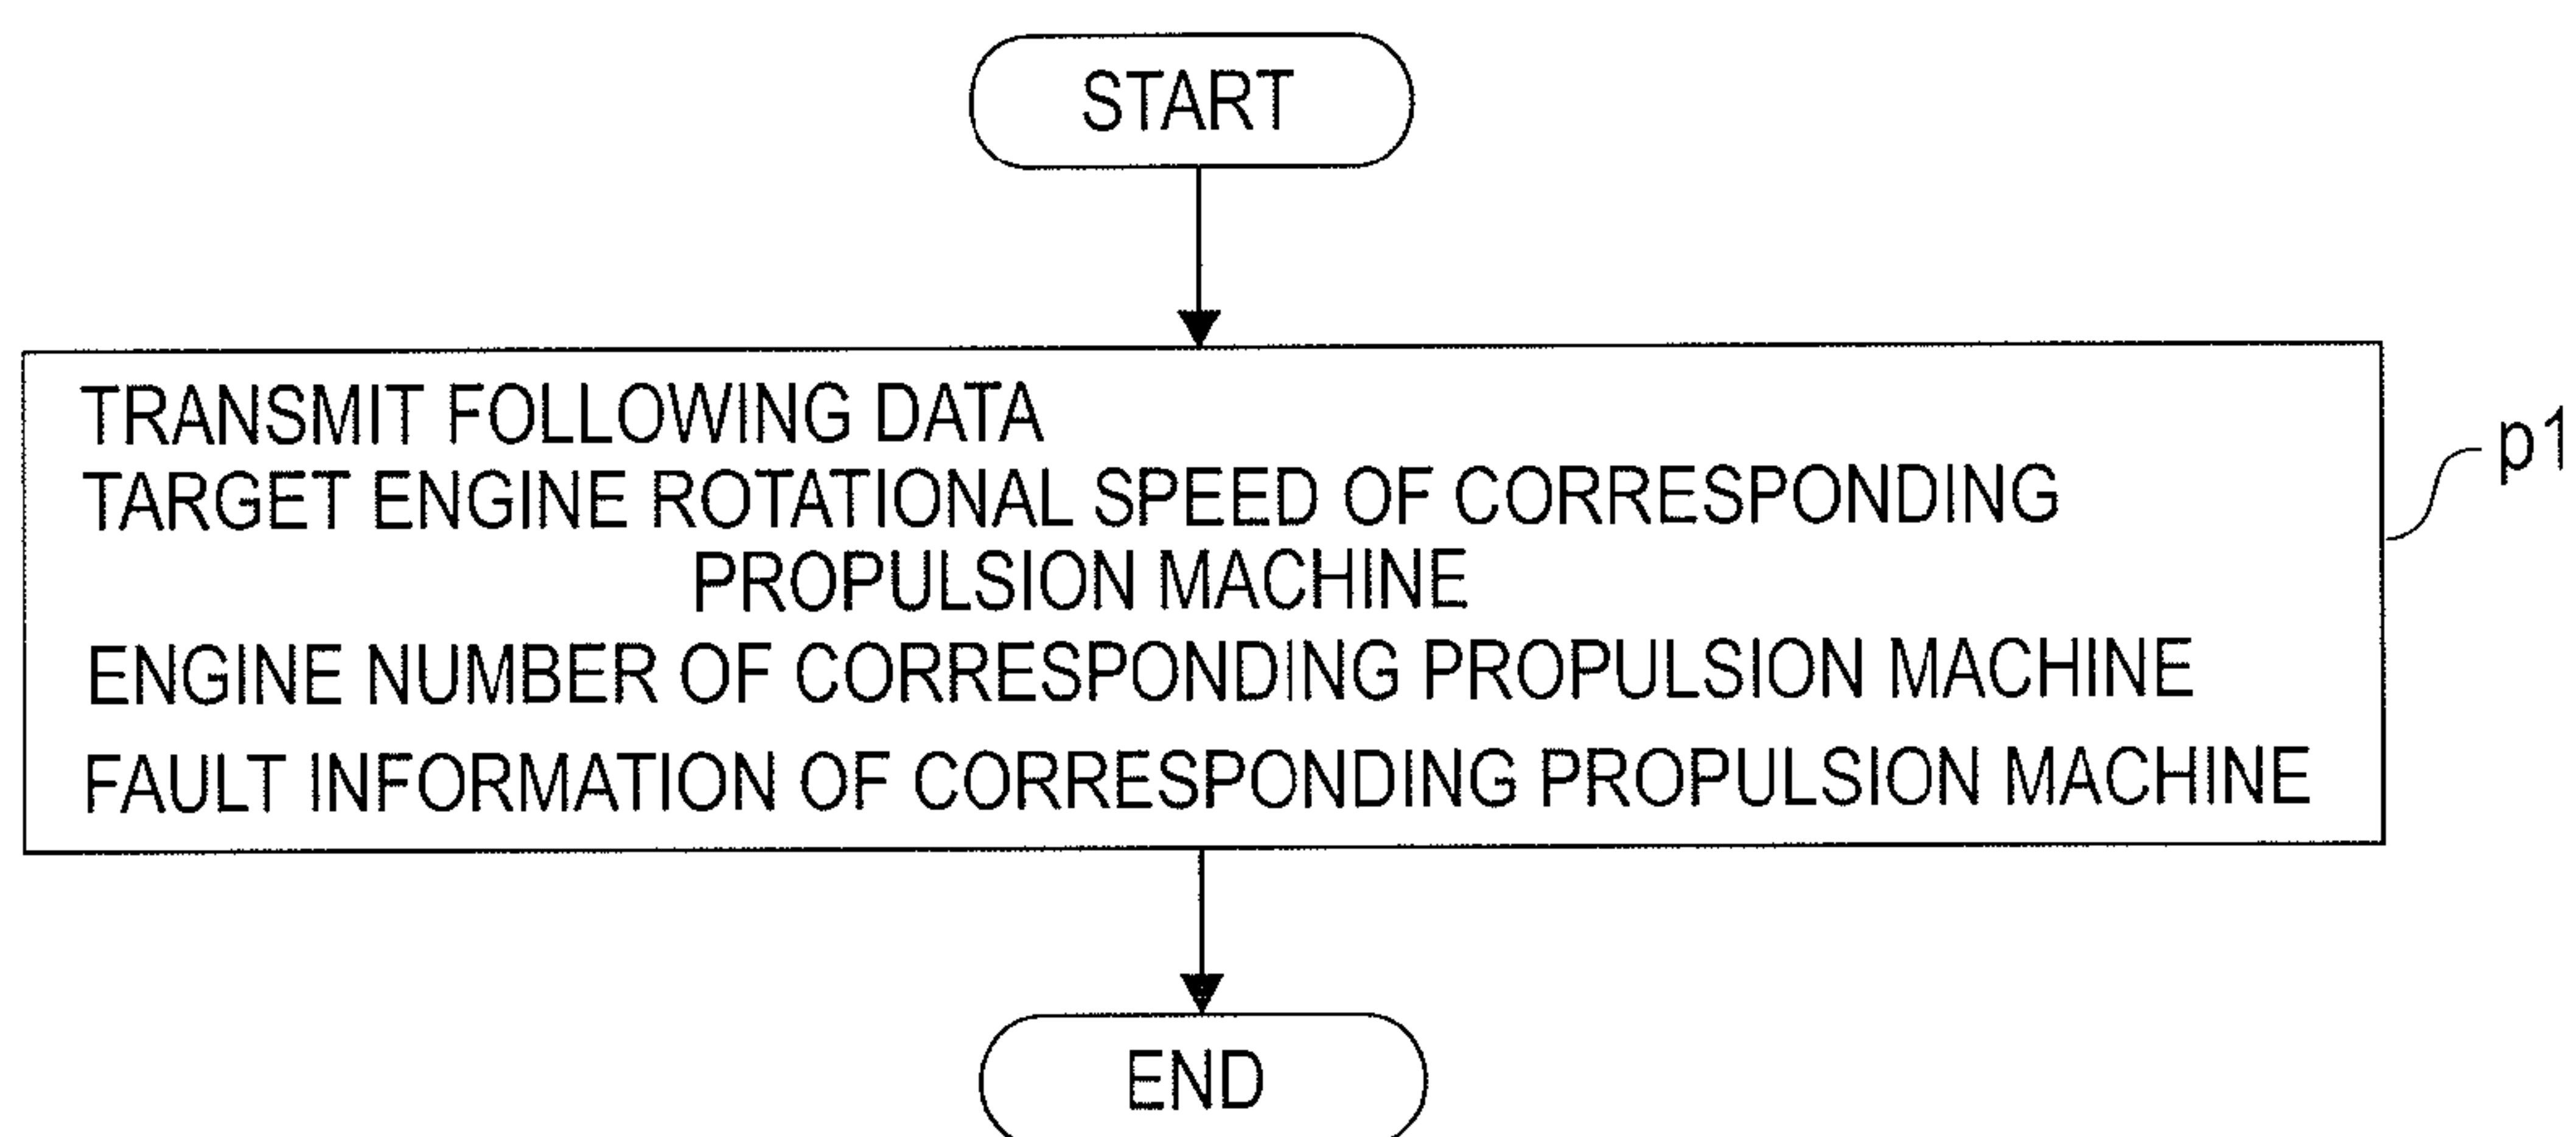 START
TRANSMIT FOLLOWING DATA
TARGET ENGINE ROTATIONAL SPEED OF CORRESPONDING
PROPULSION MACHINE
ENGINE NUMBER OF CORRESPONDING PROPULSION MACHINE
FAULT INFORMATION OF CORRESPONDING PROPULSION MACHINE
p1
END